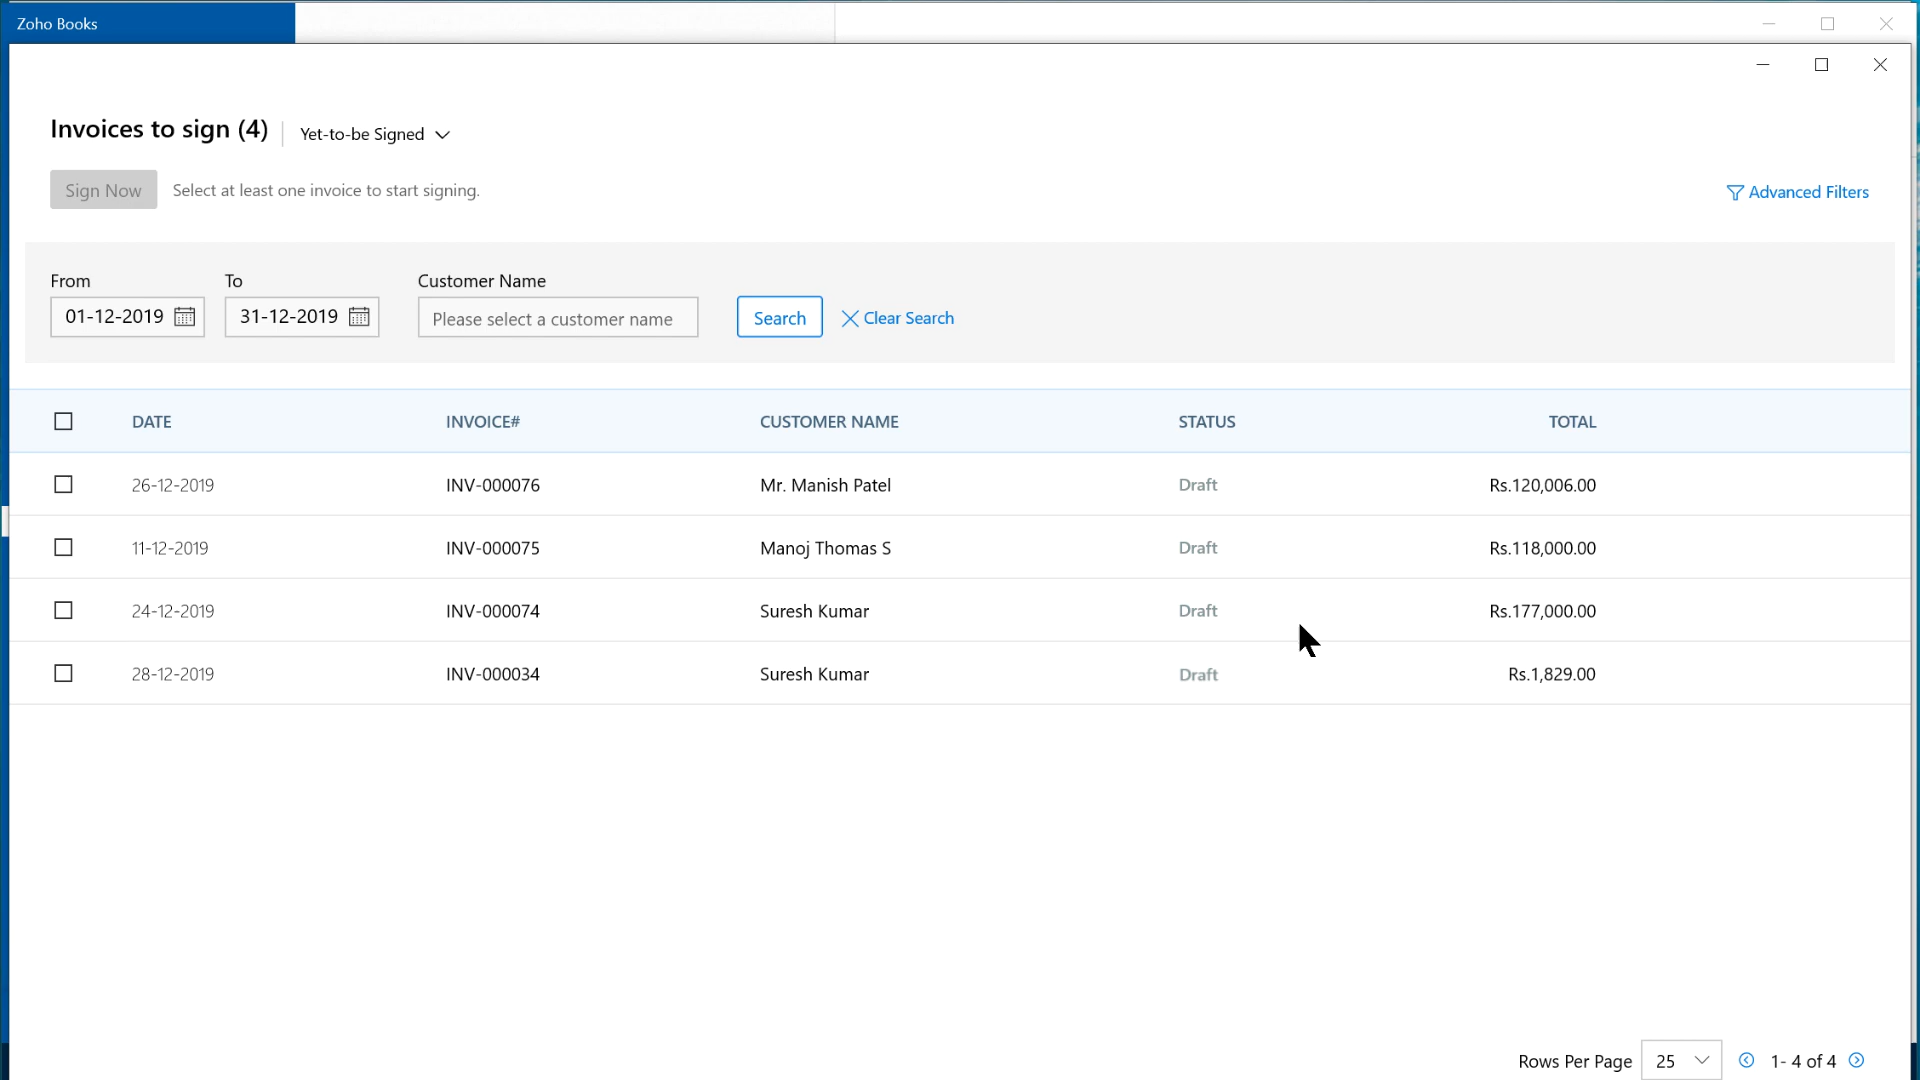 Zoho Books
Invoices to sign (4) Yet-to-be Signed
Sign Now Select at least one invoice to start signing. Advanced Filters
From To Customer Name
01-12-2019 31-12-2019 Please select a customer name Search Clear Search
DATE INVOICE# CUSTOMER NAME STATUS TOTAL
26-12-2019 INV-000076 Mr. Manish Patel Draft Rs.120,006.00
11-12-2019 INV-000075 Manoj Thomas S Draft Rs.118,000.00
24-12-2019 INV-000074 Suresh Kumar Draft Rs.177,000.00
28-12-2019 INV-000034 Suresh Kumar Draft Rs.1,829.00
Rows Per Page 25 1- 4 of 4